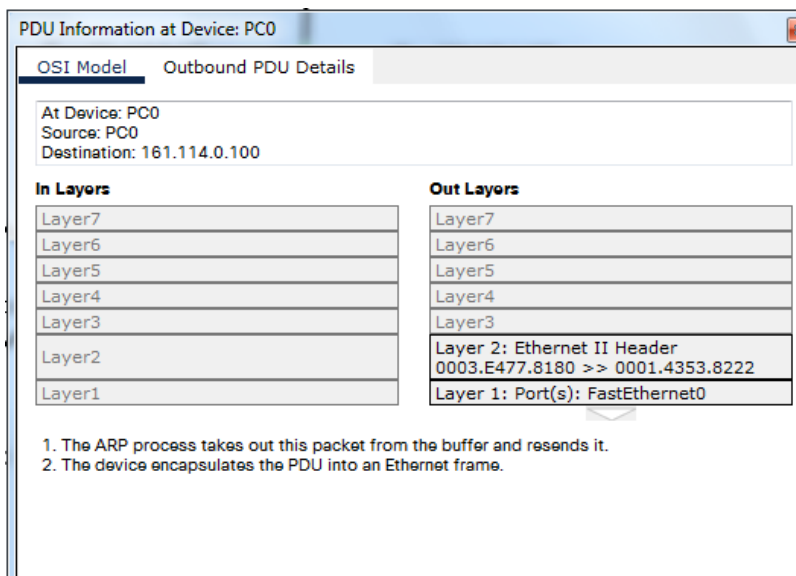 PDU Information at Device: PC0
OSI Model Outbound PDU Details
At Device: PC0
Source: PC0
Destination: 161.114.0.100
In Layers Out Layers
Layer7 Layer7
Layer6 Layer6
Layer5 Layer5
Layer4 Layer4
Layer3 Layer3
Layer2 Layer 2: Ethernet II Header
0003.E477.8180 >> 0001.4353.8222
Layer1 Layer 1: Port(s): FastEthernet0
1. The ARP process takes out this packet from the buffer and resends it.
2. The device encapsulates the PDU into an Ethernet frame.